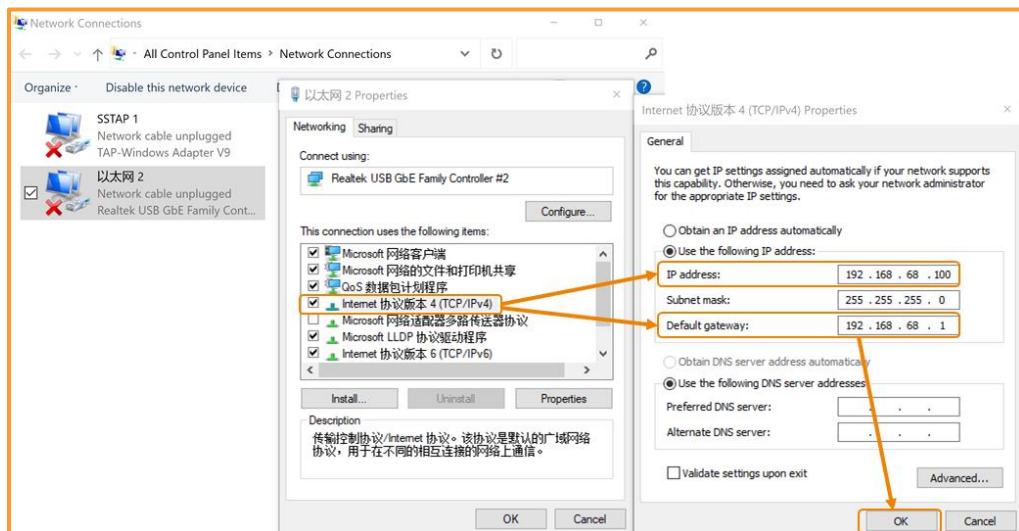 Network Connections
All Control Panel Items > Network Connections
Organize
Disable this network device
SSTAP 1
Network cable unplugged
TAP-Windows Adapter V9
以太网 2
Network cable unplugged
Realtek USB GbE Family Cont...
以太网 2 Properties
Networking
Sharing
Connect using:
Realtek USB GbE Family Controller #2
Configure...
This connection uses the following items:
Microsoft 网络客户端
Microsoft 网络的文件和打印机共享
QoS 数据包计划程序
Internet 协议版本 4 (TCP/IPv4)
Microsoft 网络适配器多路传送器协议
Microsoft LLDP 协议驱动程序
Internet 协议版本 6 (TCP/IPv6)
Install...
Uninstall
Properties
Description
传输控制协议/Internet 协议。该协议是默认的广域网络
协议，用于在不同的相互连接的网络上通信。
OK
Cancel
Internet 协议版本 4 (TCP/IPv4) Properties
General
You can get IP settings assigned automatically if your network supports
this capability. Otherwise, you need to ask your network administrator
for the appropriate IP settings.
Obtain an IP address automatically
Use the following IP address:
IP address:
192 . 168 . 68 . 100
Subnet mask:
255 . 255 . 255 . 0
Default gateway:
192 . 168 . 68 . 1
Obtain DNS server address automatically
Use the following DNS server addresses
Preferred DNS server:
Alternate DNS server:
Validate settings upon exit
Advanced...
OK
Cancel